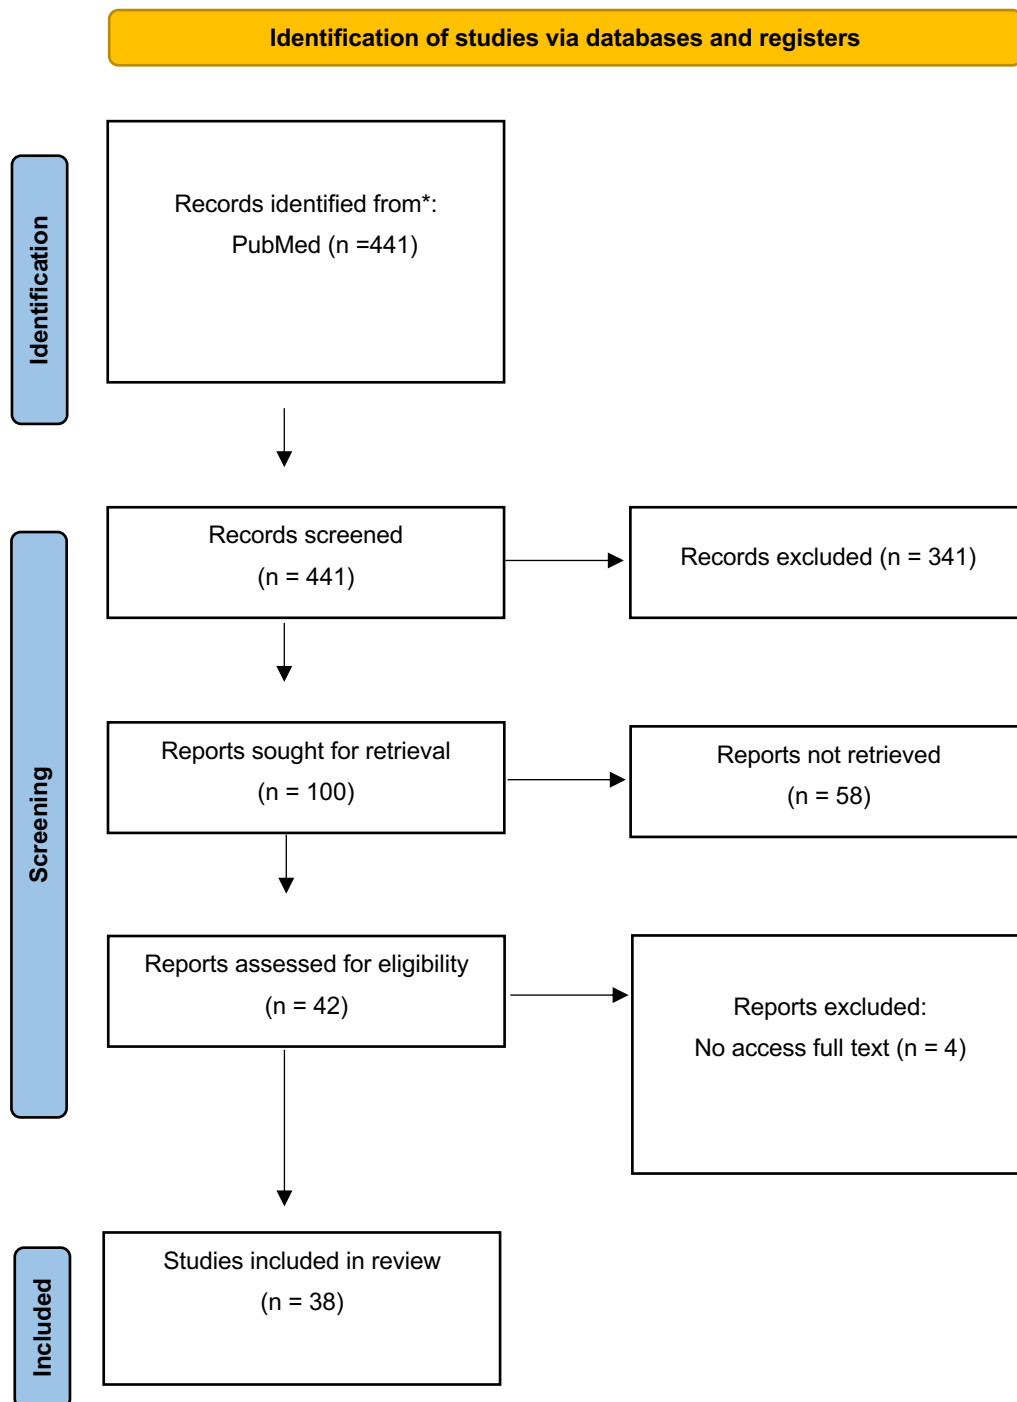 Identification of studies via databases and registers
Identification
Records identified from*:
PubMed (n =441)
Screening
Records screened
(n = 441)
Records excluded (n = 341)
Reports sought for retrieval
(n = 100)
Reports not retrieved
(n = 58)
Reports assessed for eligibility
(n = 42)
Reports excluded:
No access full text (n = 4)
Included
Studies included in review
(n = 38)